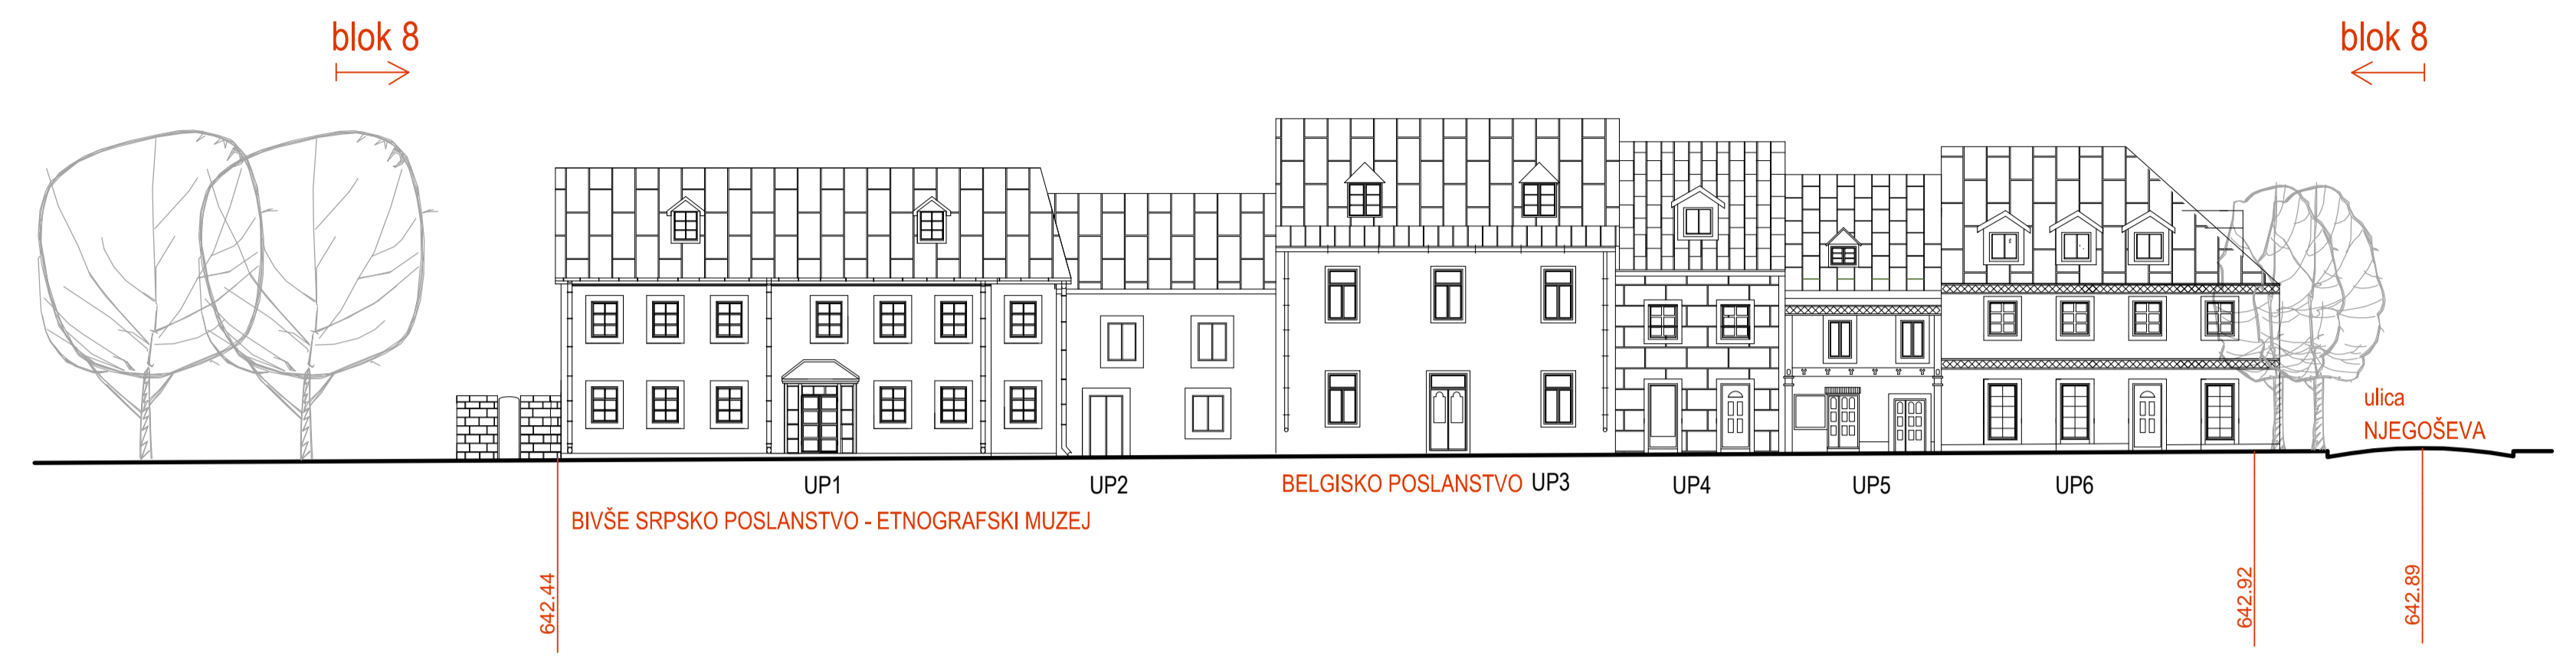 blok 8
blok 8
ulica
NJEGOŠEVA
UP1
UP2
BELGISKO POSLANSTVO UP3
UP4
UP5
UP6
BIVŠE SRPSKO POSLANSTVO - ETNOGRAFSKI MUZEJ
642.44
642.92
642.89